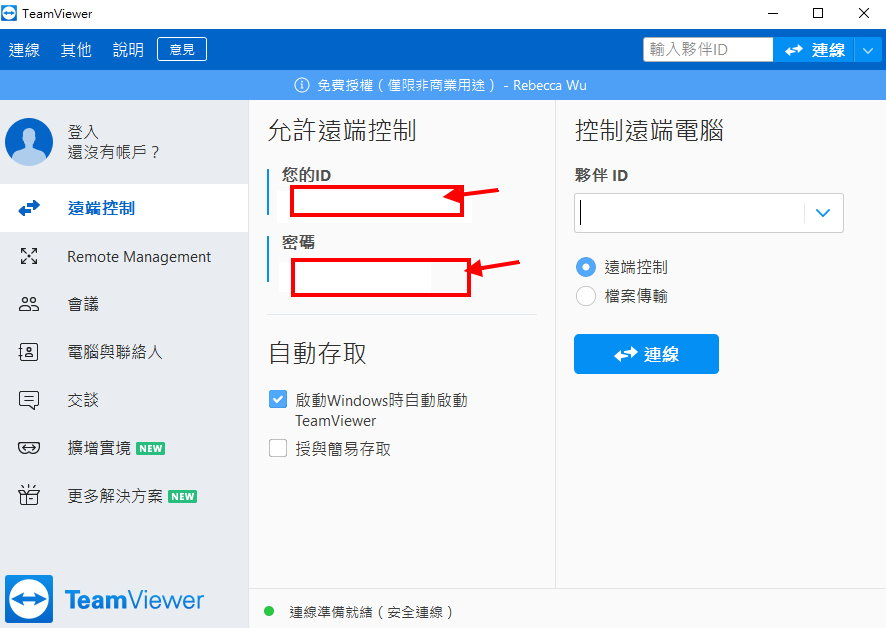 TeamViewer
連線 其他 說明 意見
輸入夥伴ID 連線
免費授權（僅限非商業用途） - Rebecca Wu
登入
還沒有帳戶？
遠端控制
Remote Management
會議
電腦與聯絡人
交談
擴增實境 NEW
更多解決方案 NEW
TeamViewer
允許遠端控制
您的ID
密碼
自動存取
啟動Windows時自動啟動
TeamViewer
授與簡易存取
控制遠端電腦
夥伴 ID
遠端控制
檔案傳輸
連線
連線準備就緒（安全連線）